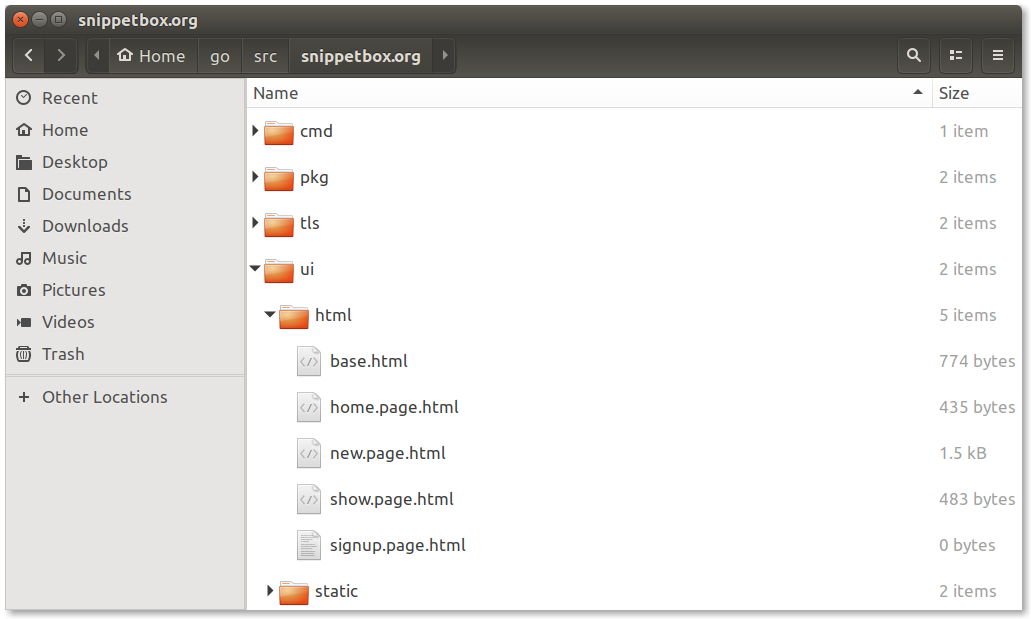 snippetbox.org
Home go src snippetbox.org
Recent
Home
Desktop
Documents
Downloads
Music
Pictures
Videos
Trash
Other Locations
Name Size
cmd 1 item
pkg 2 items
tls 2 items
ui 2 items
html 5 items
base.html 774 bytes
home.page.html 435 bytes
new.page.html 1.5 kB
show.page.html 483 bytes
signup.page.html 0 bytes
static 2 items